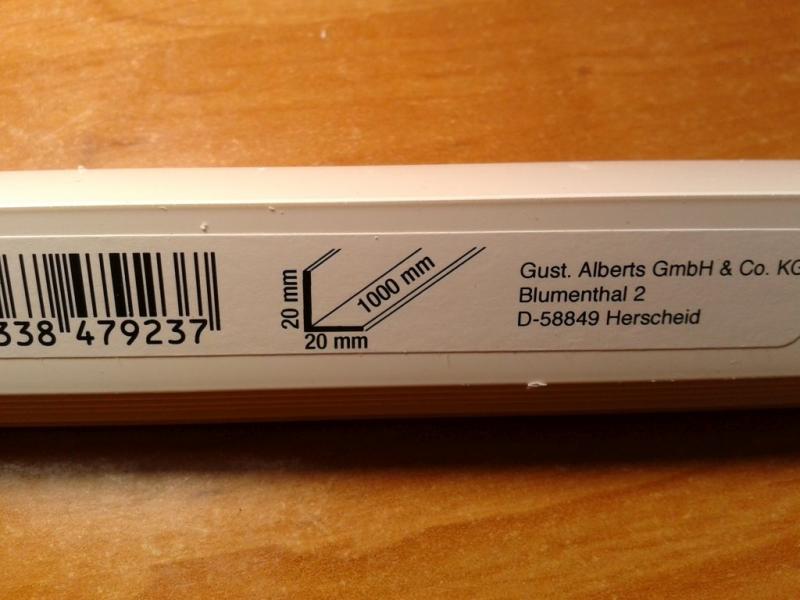 338 479237
20 mm
1000 mm
20 mm
Gust. Alberts GmbH & Co. KG
Blumenthal 2
D-58849 Herscheid